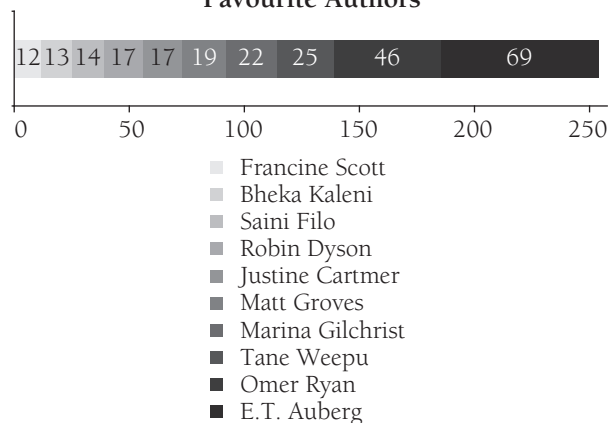 Favourite Authors
12 13 14 17 17 19 22 25 46 69
0 50 100 150 200 250
Francine Scott
Bheka Kaleni
Saini Filo
Robin Dyson
Justine Cartmer
Matt Groves
Marina Gilchrist
Tane Weepu
Omer Ryan
E.T. Auberg